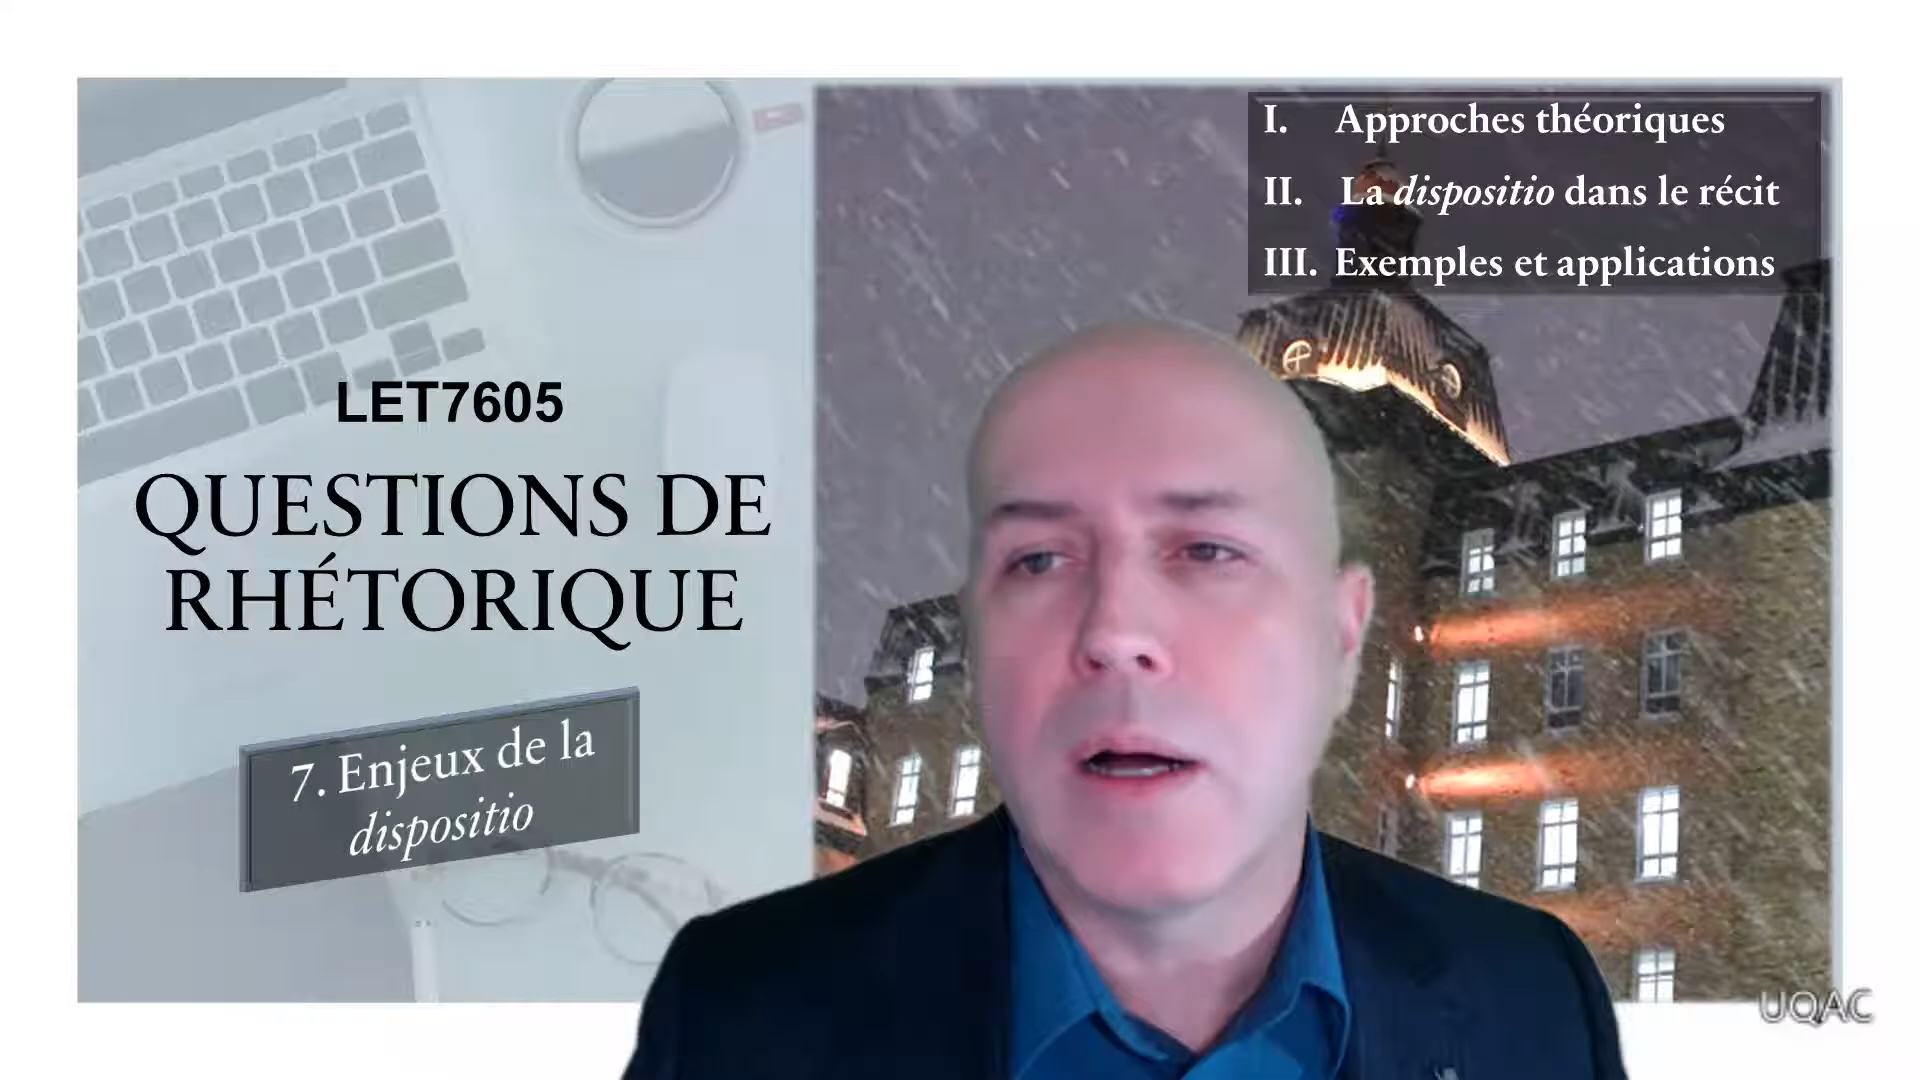 LET7605
QUESTIONS DE
RHÉTORIQUE
7. Enjeux de la
dispositio
I. Approches théoriques
II. La dispositio dans le récit
III. Exemples et applications
UQAC